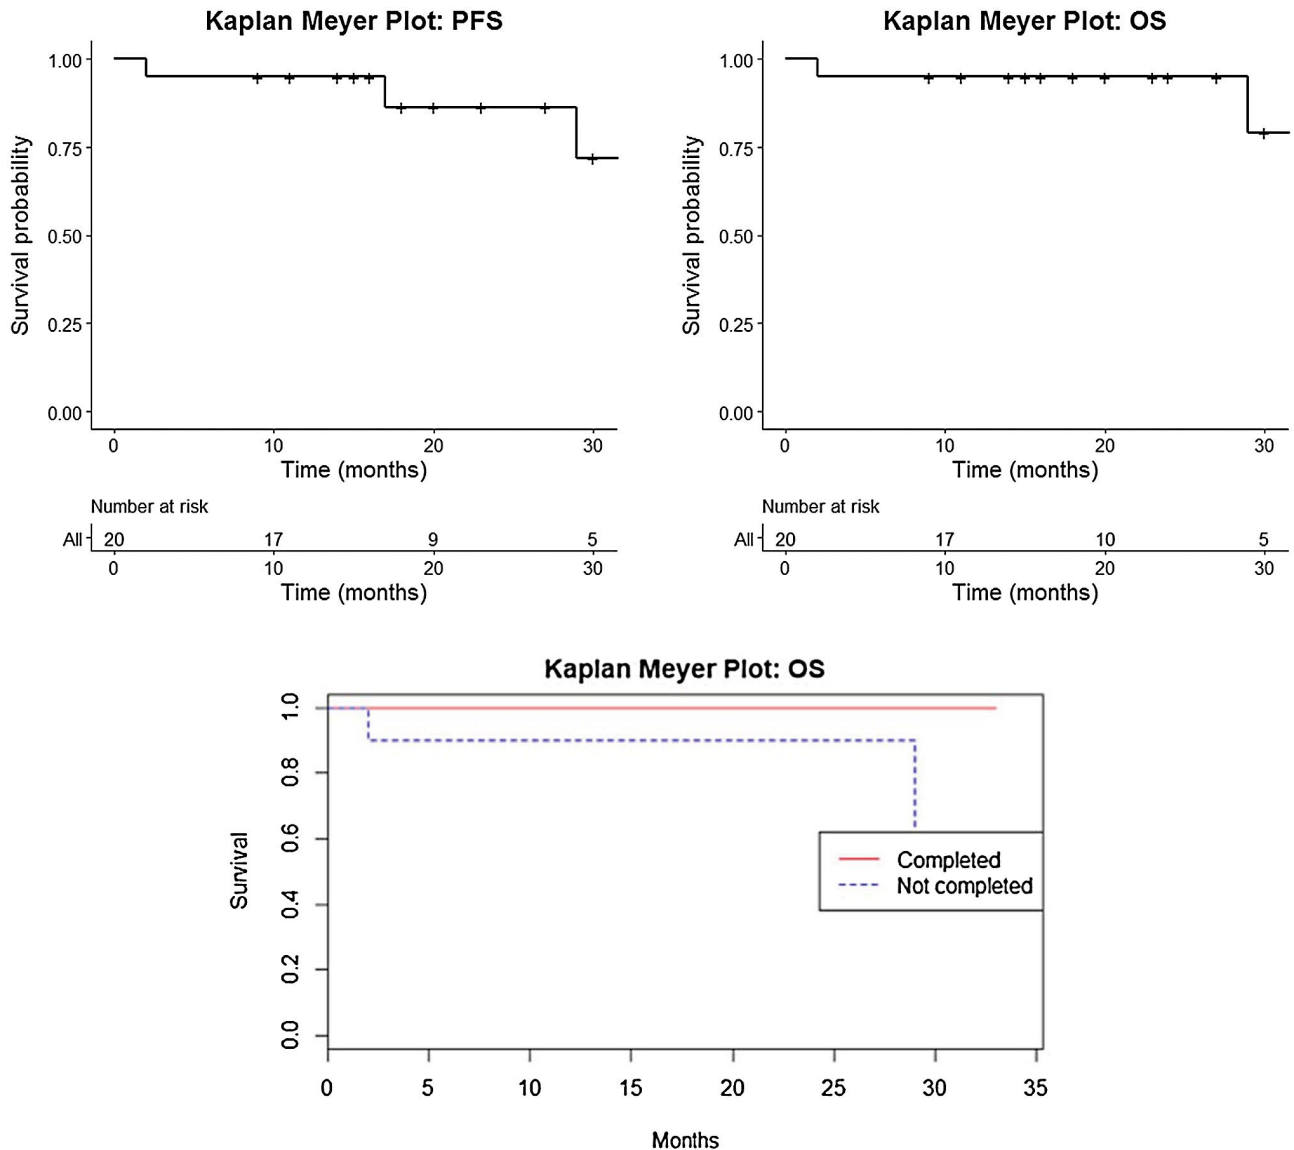 Kaplan Meyer Plot: PFS
Survival probability
1.00
0.75
0.50
0.25
0.00
0 10 20 30
Time (months)
Number at risk
All 20 17 9 5
0 10 20 30
Time (months)
Kaplan Meyer Plot: OS
Survival probability
1.00
0.75
0.50
0.25
0.00
0 10 20 30
Time (months)
Number at risk
All 20 17 10 5
0 10 20 30
Time (months)
Kaplan Meyer Plot: OS
Survival
1.0
0.8
0.6
0.4
0.2
0.0
Completed
Not completed
0 5 10 15 20 25 30 35
Months